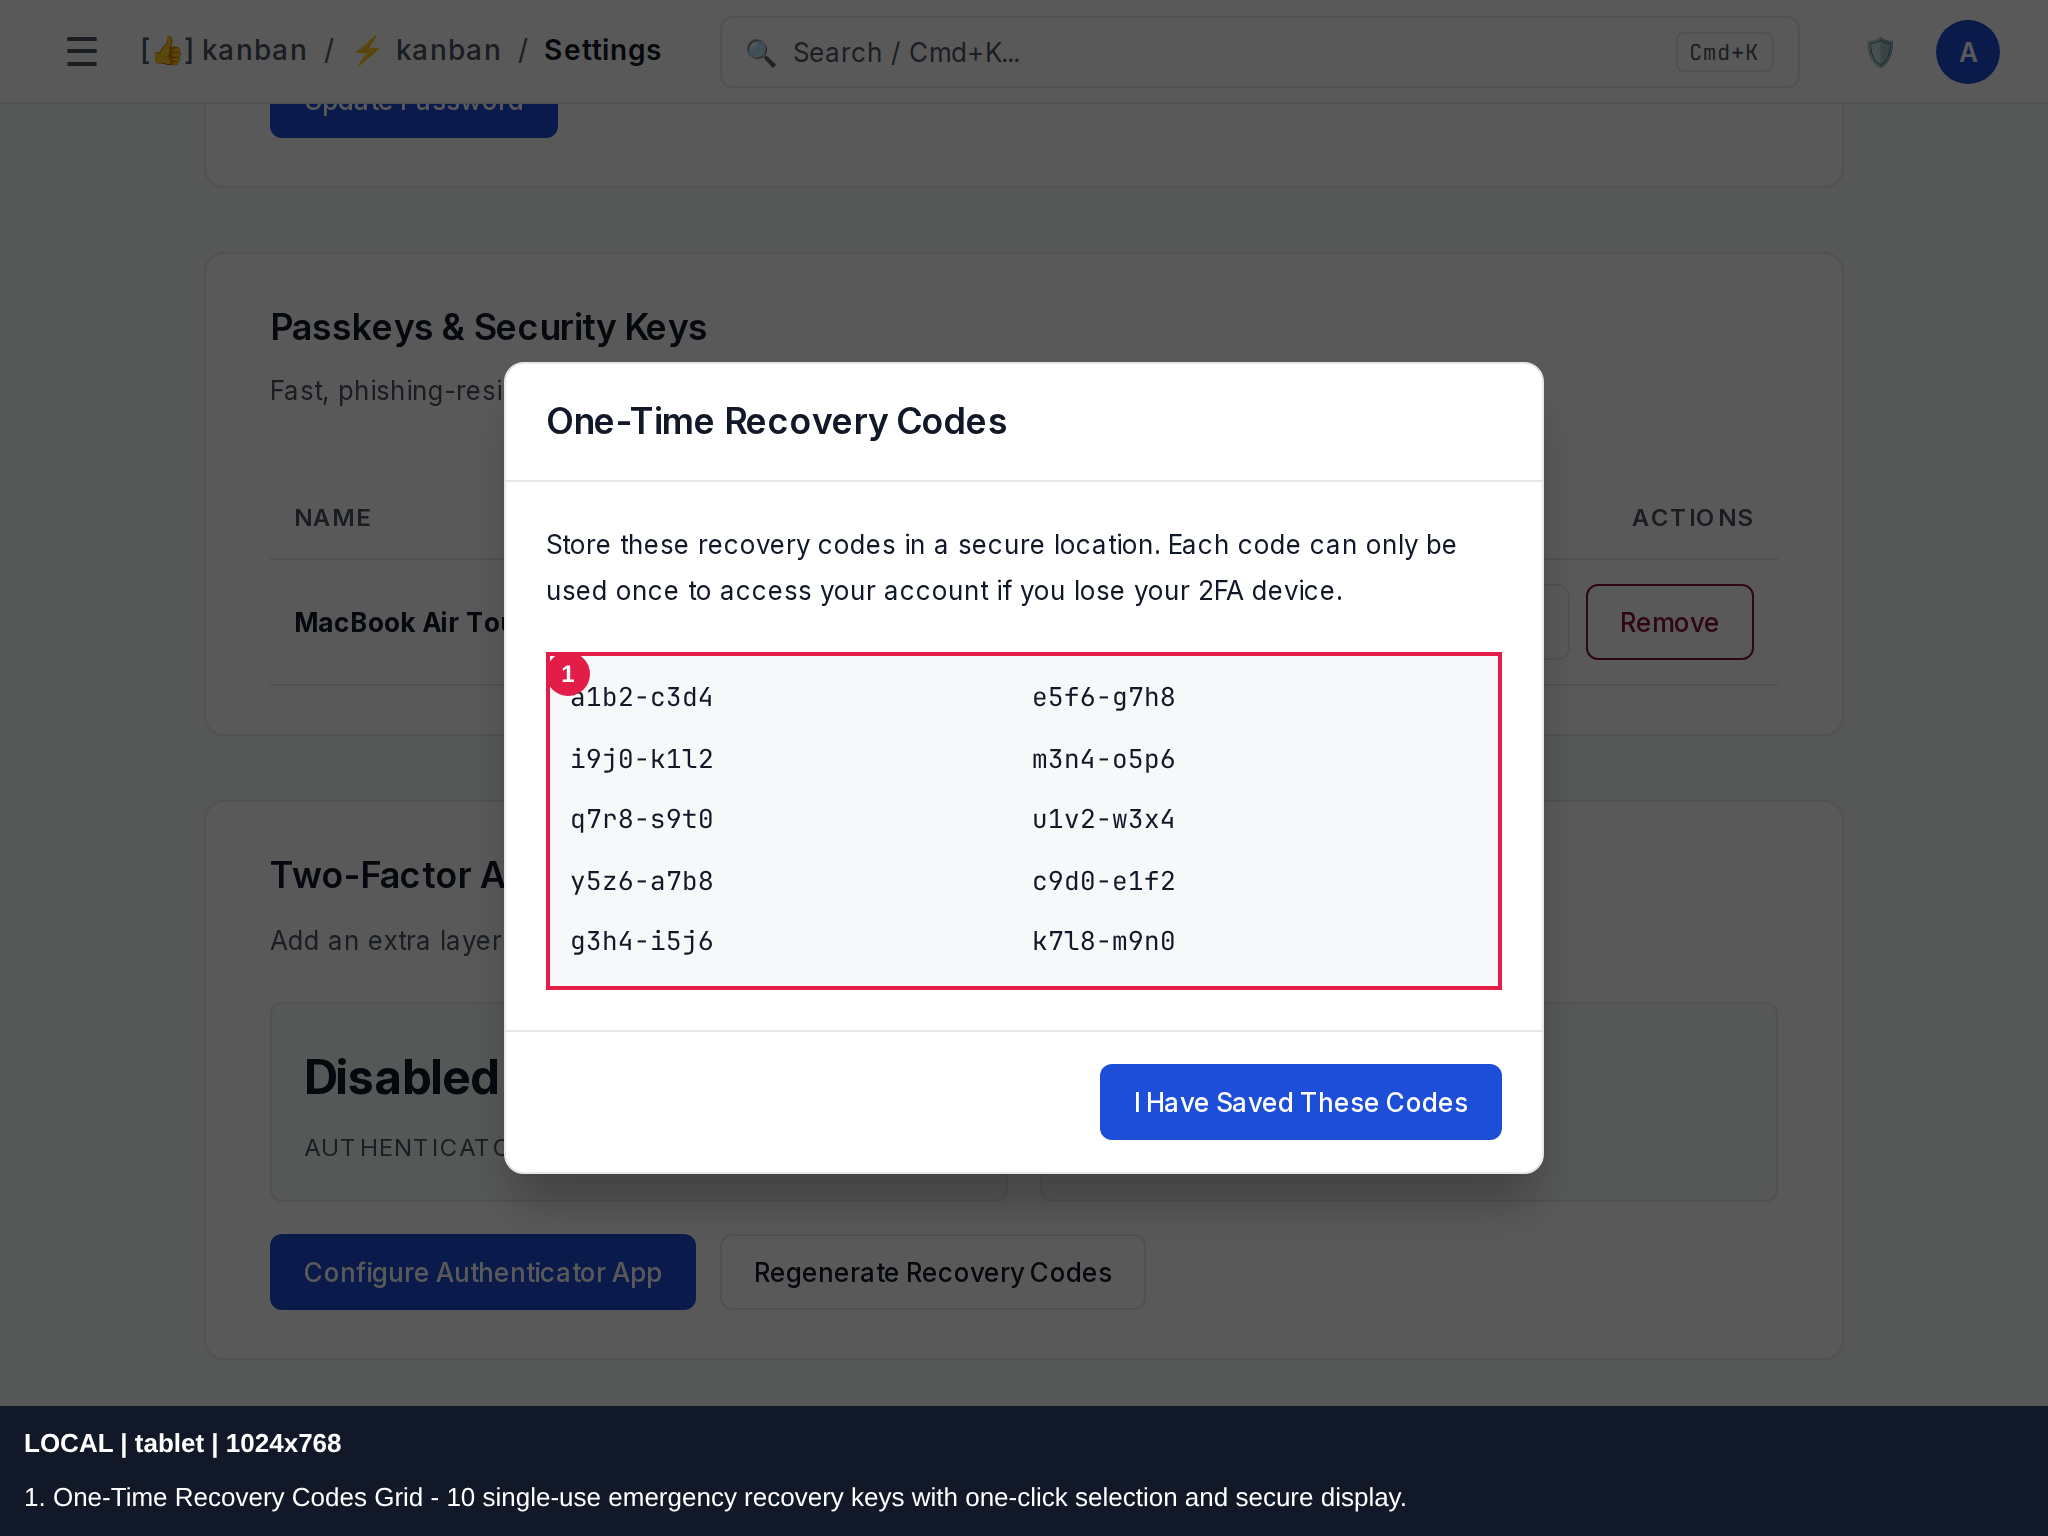 [👍] kanban / ⚡ kanban / Settings
🔍 Search / Cmd+K...
Cmd+K
A
Update Password
Passkeys & Security Keys
Fast, phishing-resi
NAME
ACTIONS
MacBook Air Tou
Remove
One-Time Recovery Codes
Store these recovery codes in a secure location. Each code can only be
used once to access your account if you lose your 2FA device.
1
a1b2-c3d4 e5f6-g7h8
i9j0-k1l2 m3n4-o5p6
q7r8-s9t0 u1v2-w3x4
y5z6-a7b8 c9d0-e1f2
g3h4-i5j6 k7l8-m9n0
I Have Saved These Codes
Two-Factor A
Add an extra layer
Disabled
AUTHENTICATO
Configure Authenticator App
Regenerate Recovery Codes
LOCAL | tablet | 1024x768
1. One-Time Recovery Codes Grid - 10 single-use emergency recovery keys with one-click selection and secure display.